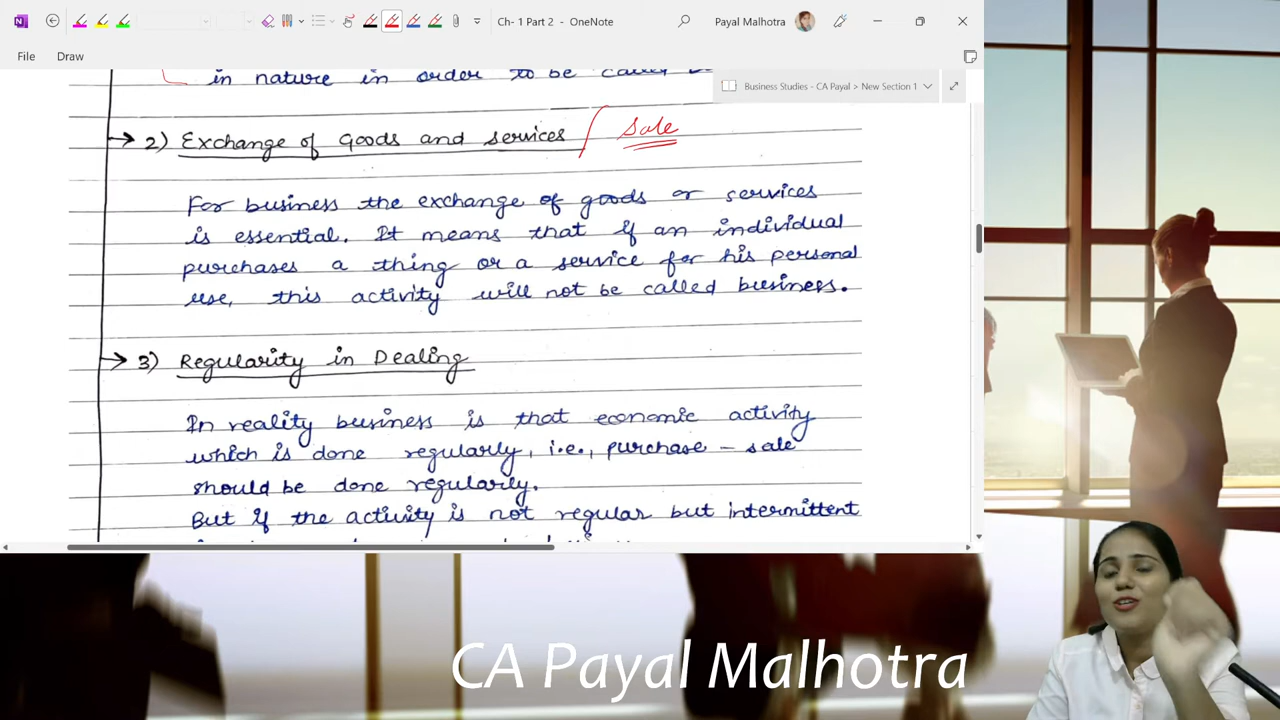 Ch- 1 Part 2 - OneNote
Payal Malhotra
File Draw
in nature in order to be called
Business Studies - CA Payal > New Section 1
→ 2) Exchange of Goods and services
Sale
For business the exchange of goods or services
is essential. It means that if an individual
purchases a thing or a service for his personal
use, this activity will not be called business.
→ 3) Regularity in Dealing
In reality business is that economic activity
which is done regularly, i.e., purchase - sale
should be done regularly.
But if the activity is not regular but intermittent
CA Payal Malhotra